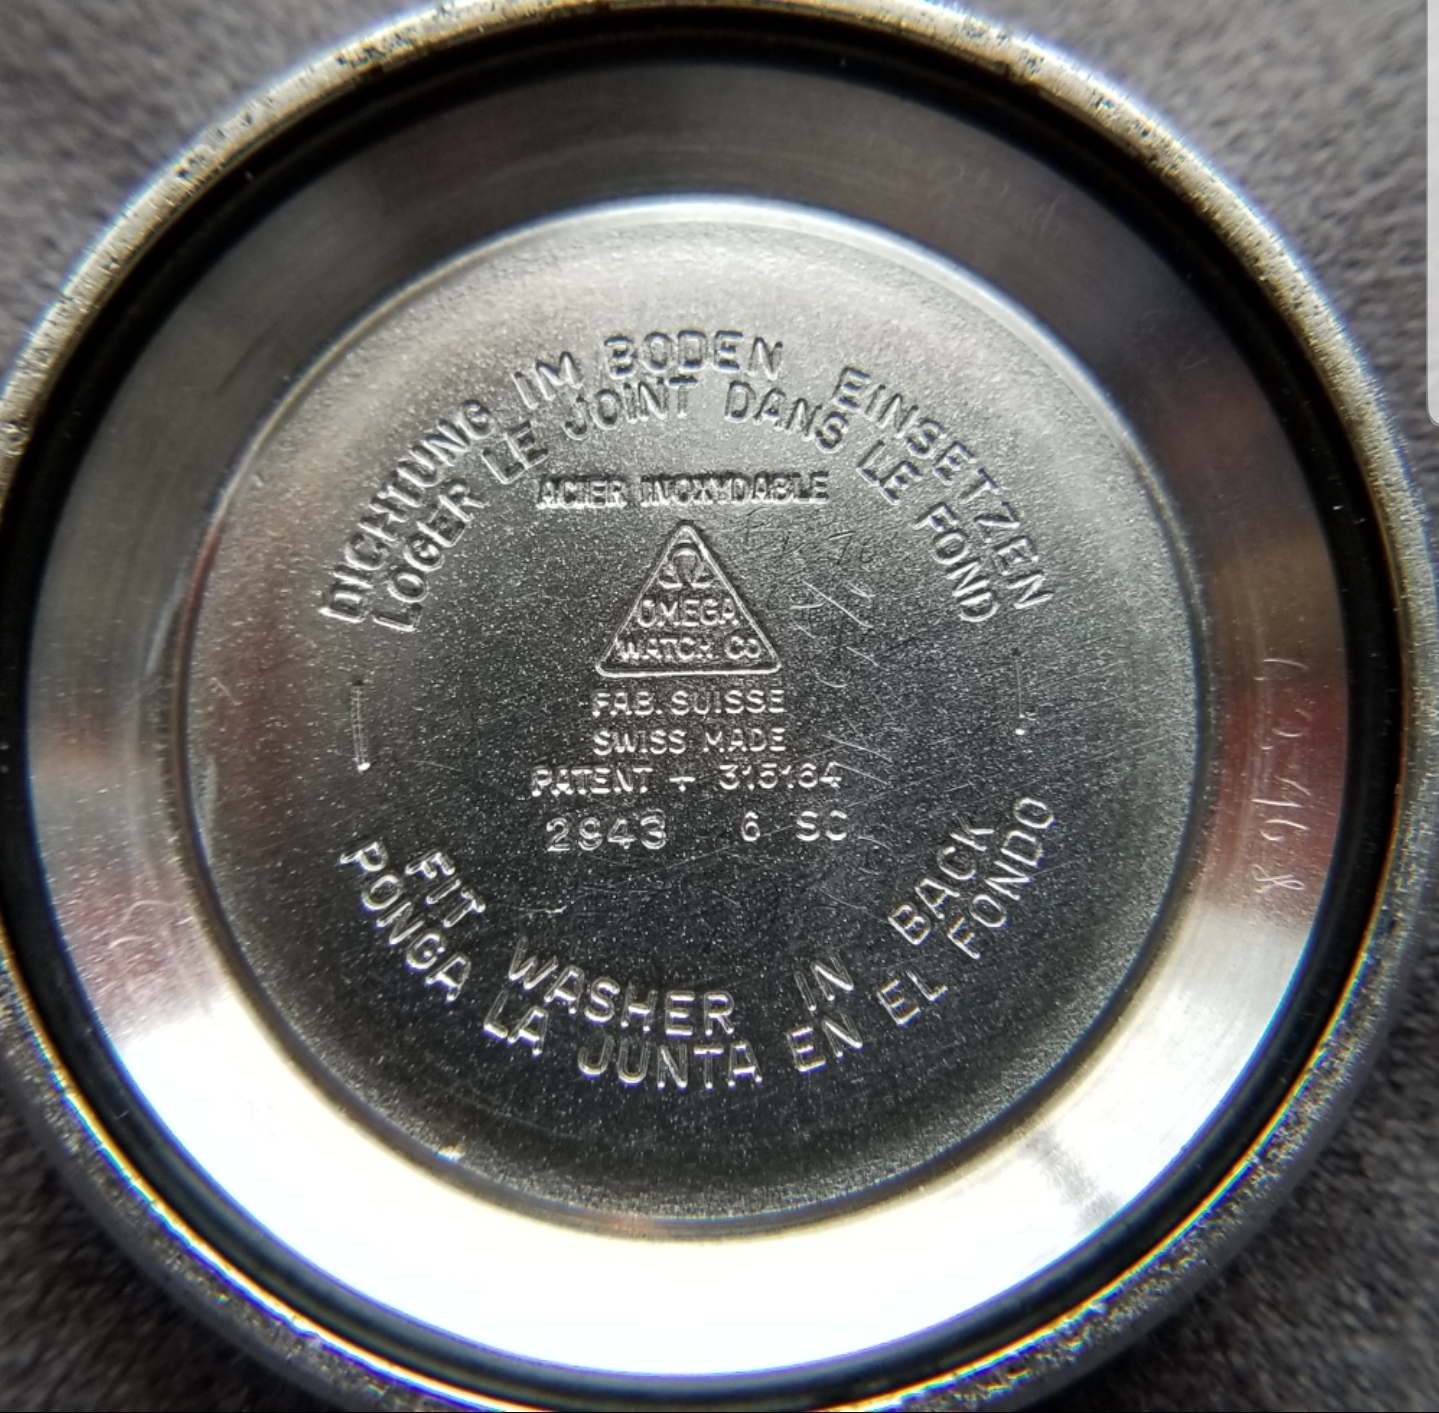 DICHTUNG IM BODEN EINSETZEN
LOGER LE JOINT DANS LE FOND
ACIER INOXYDABLE
Ω
OMEGA
WATCH Co
FAB. SUISSE
SWISS MADE
PATENT + 315164
2943 6 SC
FIT WASHER IN BACK
PONGA LA JUNTA EN EL FONDO